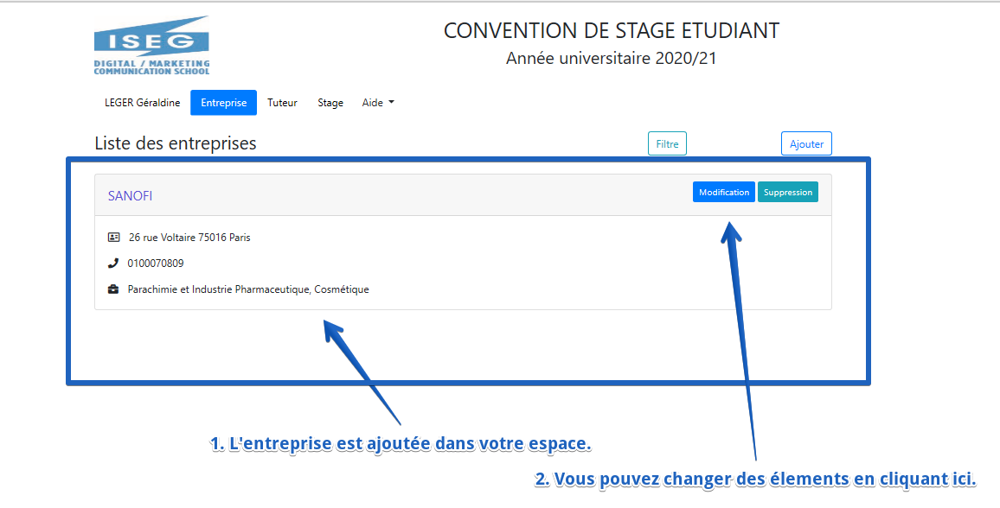 ISEG
DIGITAL / MARKETING
COMMUNICATION SCHOOL
CONVENTION DE STAGE ETUDIANT
Année universitaire 2020/21
LEGER Géraldine Entreprise Tuteur Stage Aide
Liste des entreprises Filtre Ajouter
SANOFI Modification Suppression
26 rue Voltaire 75016 Paris
0100070809
Parachimie et Industrie Pharmaceutique, Cosmétique
1. L'entreprise est ajoutée dans votre espace.
2. Vous pouvez changer des élements en cliquant ici.